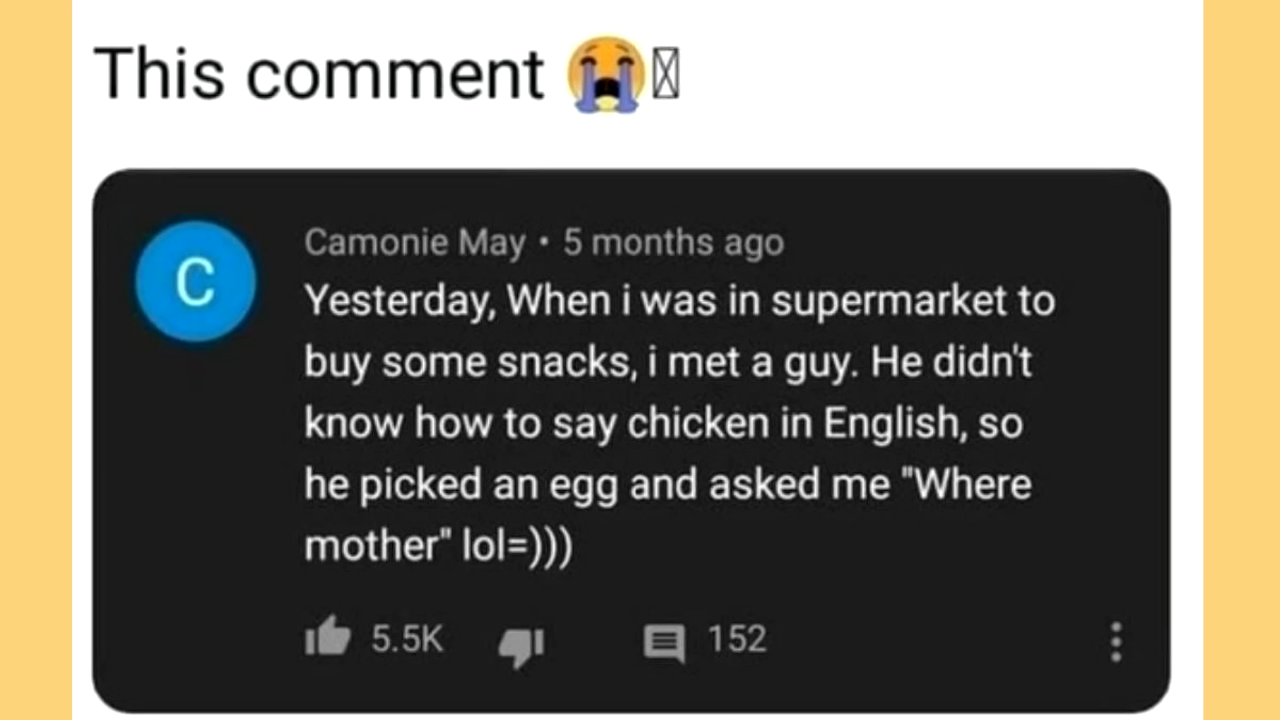 This comment 😭
C
Camonie May • 5 months ago
Yesterday, When i was in supermarket to
buy some snacks, i met a guy. He didn't
know how to say chicken in English, so
he picked an egg and asked me "Where
mother" lol=)))
5.5K 152